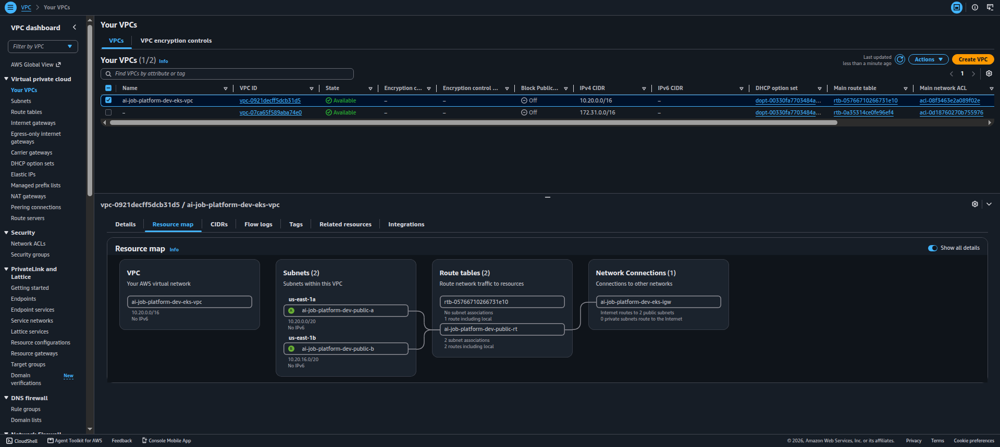 VPC > Your VPCs
VPC dashboard
Filter by VPC
AWS Global View
Virtual private cloud
Your VPCs
Subnets
Route tables
Internet gateways
Egress-only internet
gateways
Carrier gateways
DHCP option sets
Elastic IPs
Managed prefix lists
NAT gateways
Peering connections
Route servers
Security
Network ACLs
Security groups
PrivateLink and
Lattice
Getting started
Endpoints
Endpoint services
Service networks
Lattice services
Resource configurations
Resource gateways
Target groups
Domain New
verifications
DNS firewall
Rule groups
Domain lists
Network Firewall
Your VPCs
VPCs VPC encryption controls
Your VPCs (1/2) Info
Last updated
less than a minute ago
Actions
Create VPC
Find VPCs by attribute or tag
1
Name VPC ID State Encryption c... Encryption control ... Block Public... IPv4 CIDR IPv6 CIDR DHCP option set Main route table Main network ACL
ai-job-platform-dev-eks-vpc vpc-0921decff5dcb31d5 Available – – Off 10.20.0.0/16 – dopt-00330fa7703484a... rtb-05766710266731e10 acl-08f3463e2a089f02e
– vpc-07ca65f589aba74e0 Available – – Off 172.31.0.0/16 – dopt-00330fa7703484a... rtb-0a35314ce0fe96ef4 acl-0d18760270b755976
vpc-0921decff5dcb31d5 / ai-job-platform-dev-eks-vpc
Details Resource map CIDRs Flow logs Tags Related resources Integrations
Resource map Info
Show all details
VPC
Your AWS virtual network
ai-job-platform-dev-eks-vpc
10.20.0.0/16
No IPv6
Subnets (2)
Subnets within this VPC
us-east-1a
A ai-job-platform-dev-public-a
10.20.0.0/20
No IPv6
us-east-1b
B ai-job-platform-dev-public-b
10.20.16.0/20
No IPv6
Route tables (2)
Route network traffic to resources
rtb-05766710266731e10
No subnet associations
1 route including local
ai-job-platform-dev-public-rt
2 subnet associations
2 routes including local
Network Connections (1)
Connections to other networks
ai-job-platform-dev-eks-igw
Internet routes to 2 public subnets
0 private subnets route to the Internet
CloudShell Agent Toolkit for AWS Feedback Console Mobile App
© 2026, Amazon Web Services, Inc. or its affiliates. Privacy Terms Cookie preferences